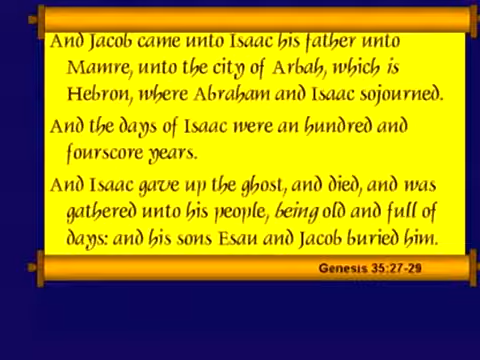 And Jacob came unto Isaac his father unto
Mamre, unto the city of Arbah, which is
Hebron, where Abraham and Isaac sojourned.
And the days of Isaac were an hundred and
fourscore years.
And Isaac gave up the ghost, and died, and was
gathered unto his people, being old and full of
days: and his sons Esau and Jacob buried him.
Genesis 35:27-29